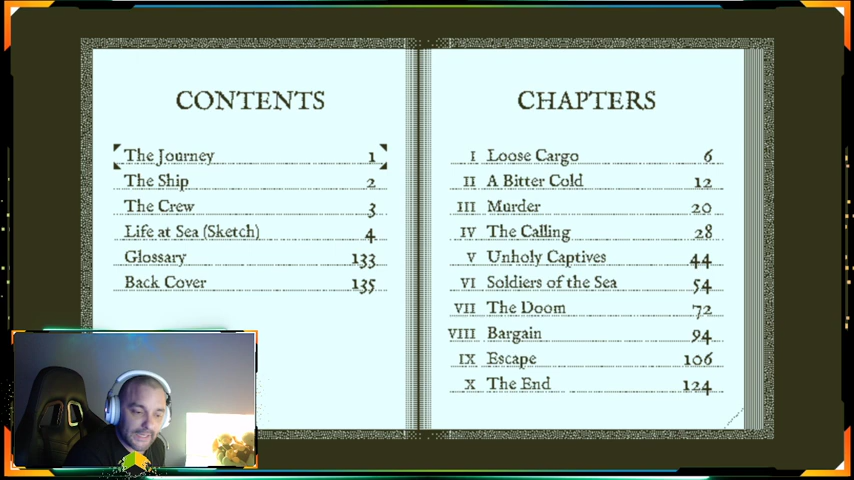 CONTENTS
The Journey 1
The Ship 2
The Crew 3
Life at Sea (Sketch) 4
Glossary 133
Back Cover 135
CHAPTERS
I Loose Cargo 6
II A Bitter Cold 12
III Murder 20
IV The Calling 28
V Unholy Captives 44
VI Soldiers of the Sea 54
VII The Doom 72
VIII Bargain 94
IX Escape 106
X The End 124